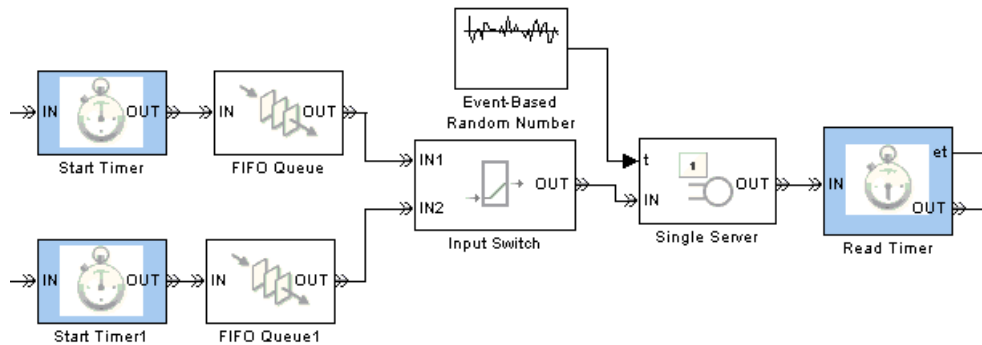 IN
OUT
Start Timer
IN
OUT
FIFO Queue
Event-Based
Random Number
IN1
IN2
OUT
Input Switch
t
IN
1
OUT
Single Server
IN
et
OUT
Read Timer
IN
OUT
Start Timer1
IN
OUT
FIFO Queue1